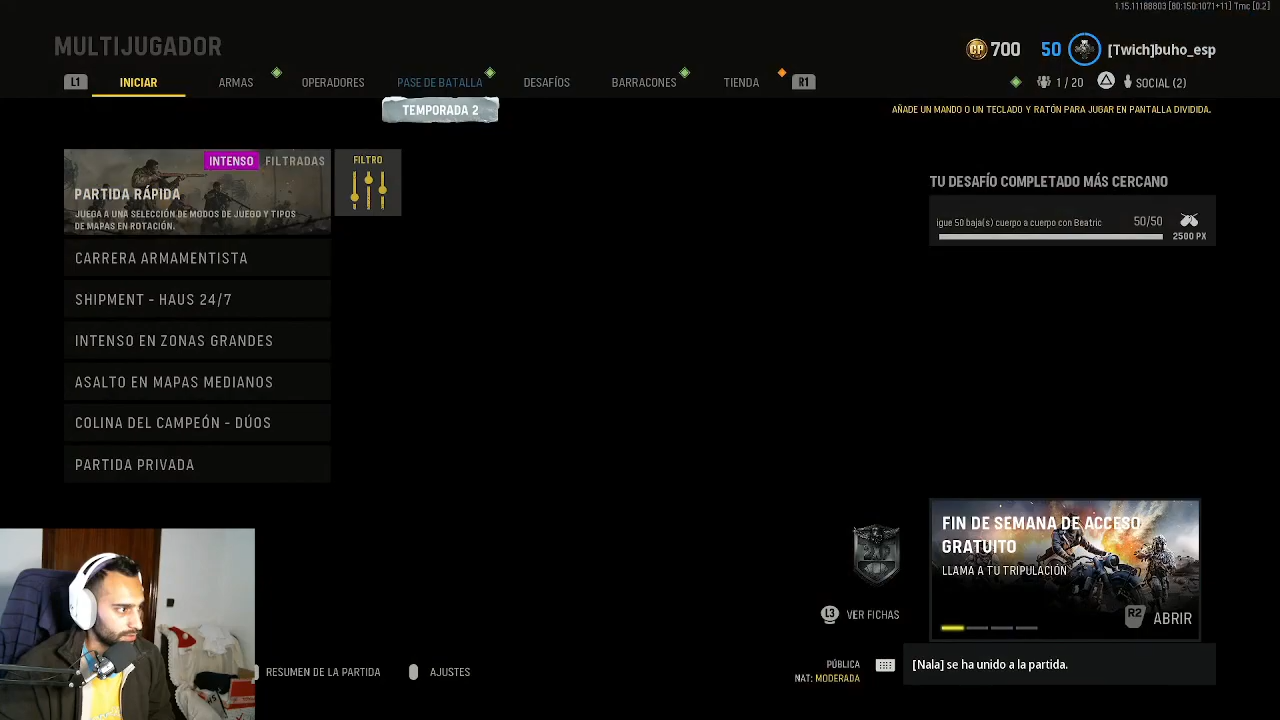 1.15.11188803 [80:150:1071+11] Tmc [0.2]
MULTIJUGADOR
CP 700
50
[Twich]buho_esp
L1
INICIAR
ARMAS
OPERADORES
PASE DE BATALLA
DESAFÍOS
BARRACONES
TIENDA
R1
1 / 20
SOCIAL (2)
TEMPORADA 2
AÑADE UN MANDO O UN TECLADO Y RATÓN PARA JUGAR EN PANTALLA DIVIDIDA.
INTENSO
FILTRADAS
FILTRO
PARTIDA RÁPIDA
JUEGA A UNA SELECCIÓN DE MODOS DE JUEGO Y TIPOS
DE MAPAS EN ROTACIÓN.
CARRERA ARMAMENTISTA
SHIPMENT - HAUS 24/7
INTENSO EN ZONAS GRANDES
ASALTO EN MAPAS MEDIANOS
COLINA DEL CAMPEÓN - DÚOS
PARTIDA PRIVADA
TU DESAFÍO COMPLETADO MÁS CERCANO
igue 50 baja(s) cuerpo a cuerpo con Beatric
50/50
2500 PX
FIN DE SEMANA DE ACCESO
GRATUITO
LLAMA A TU TRIPULACIÓN
R2
ABRIR
L3
VER FICHAS
RESUMEN DE LA PARTIDA
AJUSTES
PÚBLICA
NAT: MODERADA
[Nala] se ha unido a la partida.